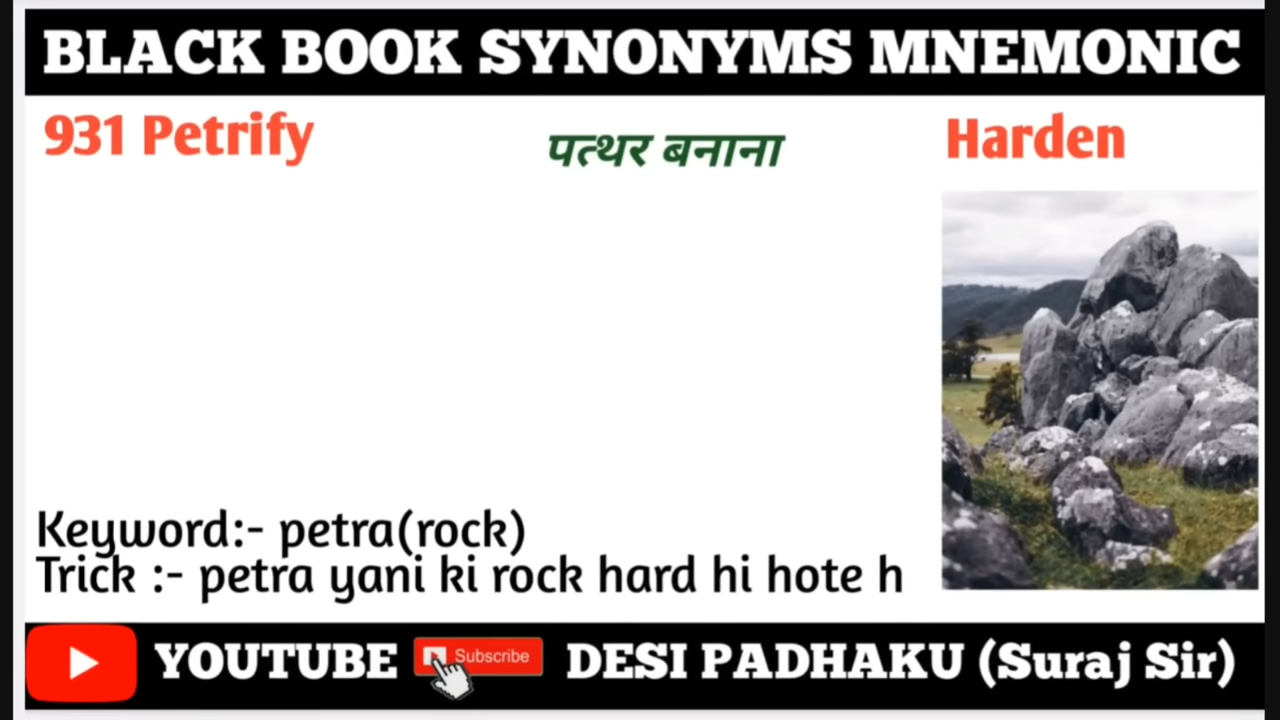 BLACK BOOK SYNONYMS MNEMONIC
931 Petrify पत्थर बनाना Harden
Keyword:- petra(rock)
Trick :- petra yani ki rock hard hi hote h
YOUTUBE Subscribe DESI PADHAKU (Suraj Sir)